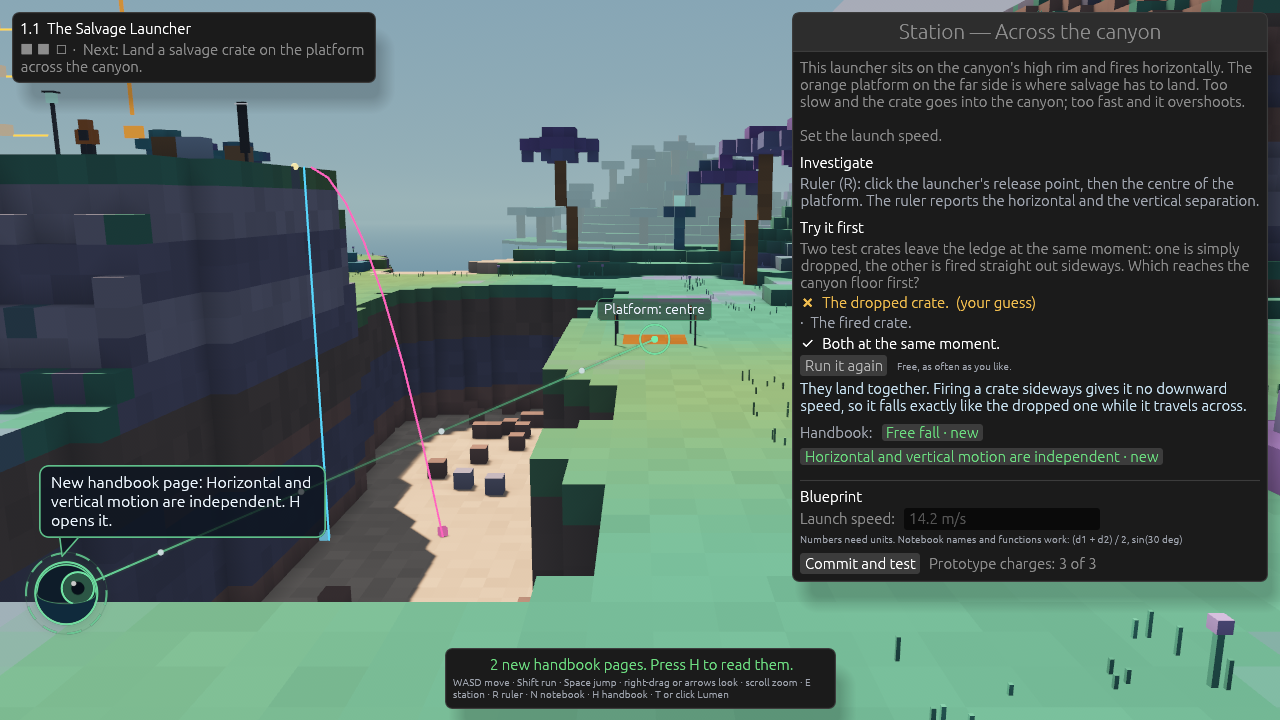 1.1 The Salvage Launcher
· Next: Land a salvage crate on the platform
across the canyon.
Station — Across the canyon
This launcher sits on the canyon's high rim and fires horizontally. The
orange platform on the far side is where salvage has to land. Too
slow and the crate goes into the canyon; too fast and it overshoots.
Set the launch speed.
Investigate
Ruler (R): click the launcher's release point, then the centre of the
platform. The ruler reports the horizontal and the vertical separation.
Try it first
Two test crates leave the ledge at the same moment: one is simply
dropped, the other is fired straight out sideways. Which reaches the
canyon floor first?
The dropped crate. (your guess)
· The fired crate.
Both at the same moment.
Run it again Free, as often as you like.
They land together. Firing a crate sideways gives it no downward
speed, so it falls exactly like the dropped one while it travels across.
Handbook: Free fall · new
Horizontal and vertical motion are independent · new
Blueprint
Launch speed: 14.2 m/s
Numbers need units. Notebook names and functions work: (d1 + d2) / 2, sin(30 deg)
Commit and test Prototype charges: 3 of 3
Platform: centre
New handbook page: Horizontal and
vertical motion are independent. H
opens it.
2 new handbook pages. Press H to read them.
WASD move · Shift run · Space jump · right-drag or arrows look · scroll zoom · E
station · R ruler · N notebook · H handbook · T or click Lumen